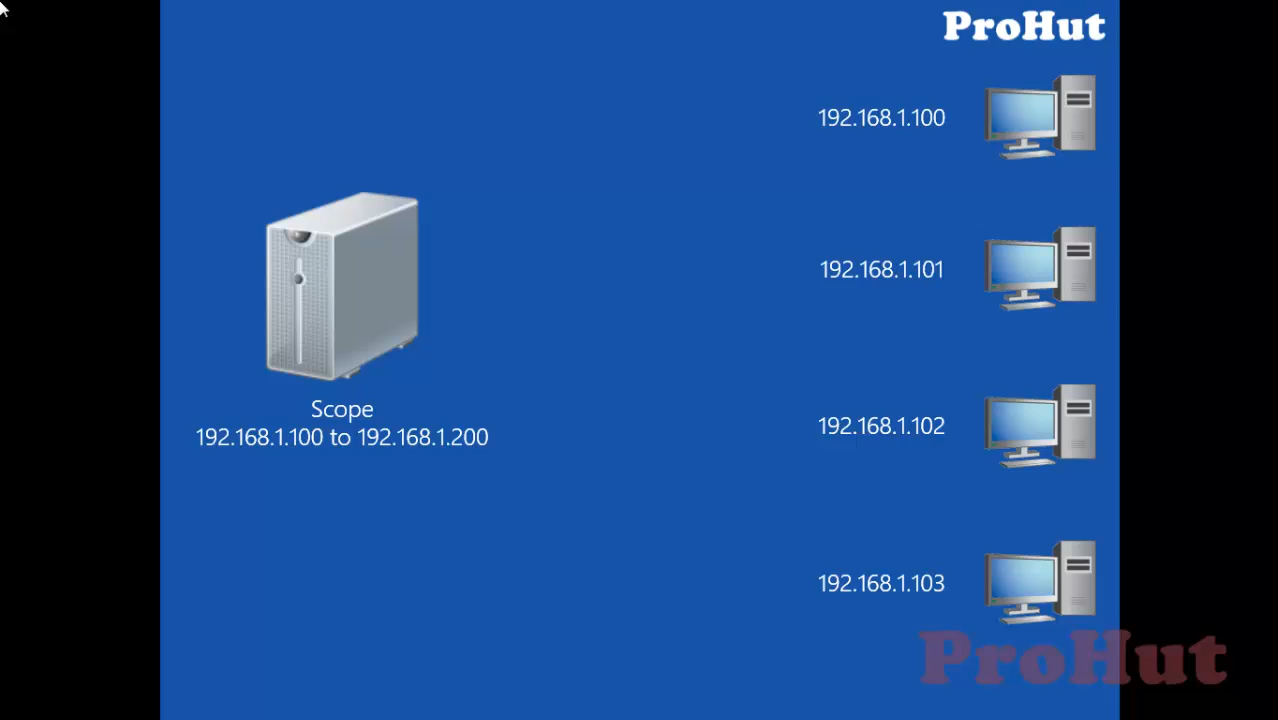 ProHut
192.168.1.100
192.168.1.101
Scope
192.168.1.100 to 192.168.1.200
192.168.1.102
192.168.1.103
ProHut